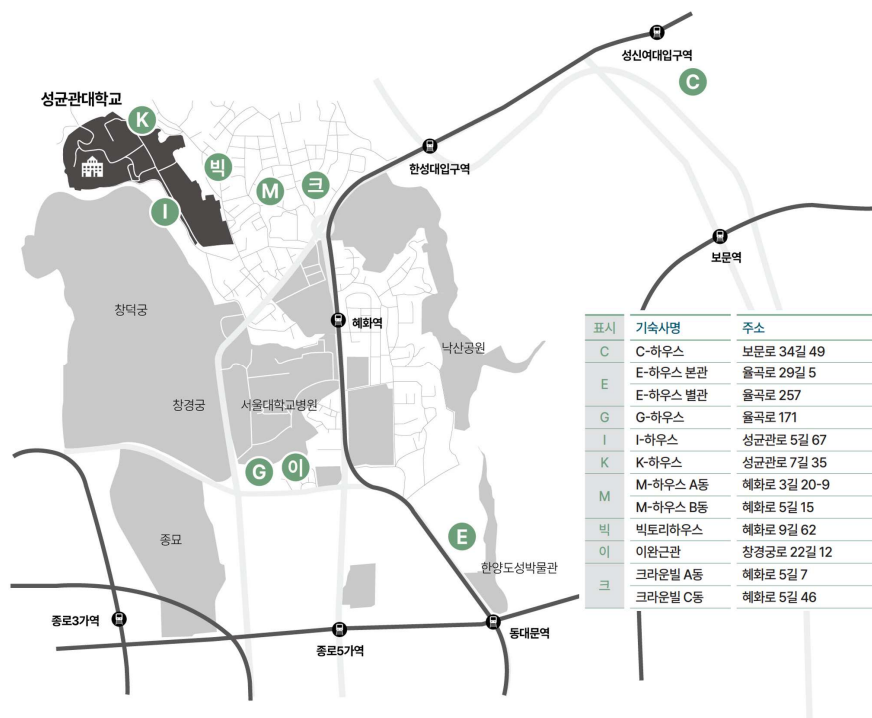 성신여대입구역
C
성균관대학교
K
한성대입구역
빅
M
크
I
보문역
창덕궁
혜화역
낙산공원
창경궁
서울대학교병원
G
이
종묘
E
한양도성박물관
종로3가역
종로5가역
동대문역
표시 기숙사명 주소
C C-하우스 보문로 34길 49
E E-하우스 본관 율곡로 29길 5
E-하우스 별관 율곡로 257
G G-하우스 율곡로 171
I I-하우스 성균관로 5길 67
K K-하우스 성균관로 7길 35
M M-하우스 A동 혜화로 3길 20-9
M-하우스 B동 혜화로 5길 15
빅 빅토리하우스 혜화로 9길 62
이 이완근관 창경궁로 22길 12
크 크라운빌 A동 혜화로 5길 7
크라운빌 C동 혜화로 5길 46